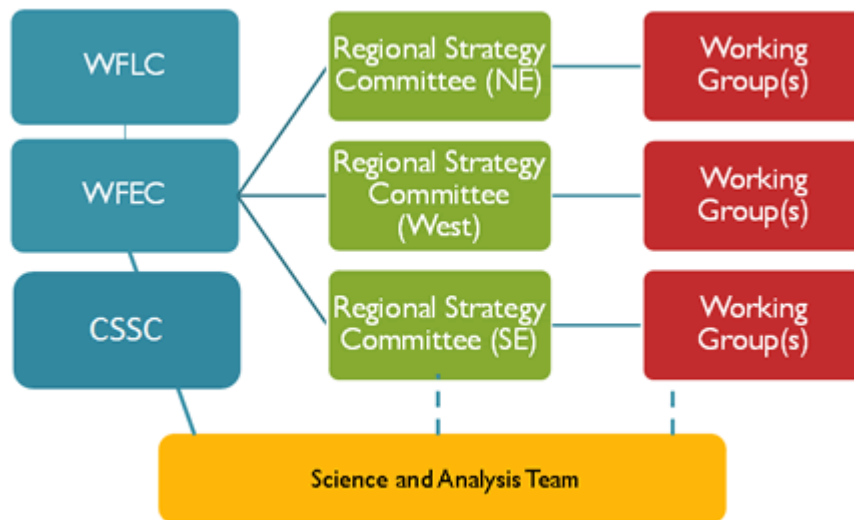 WFLC
Regional Strategy
Committee (NE)
Working
Group(s)
WFEC
Regional Strategy
Committee
(West)
Working
Group(s)
CSSC
Regional Strategy
Committee (SE)
Working
Group(s)
Science and Analysis Team